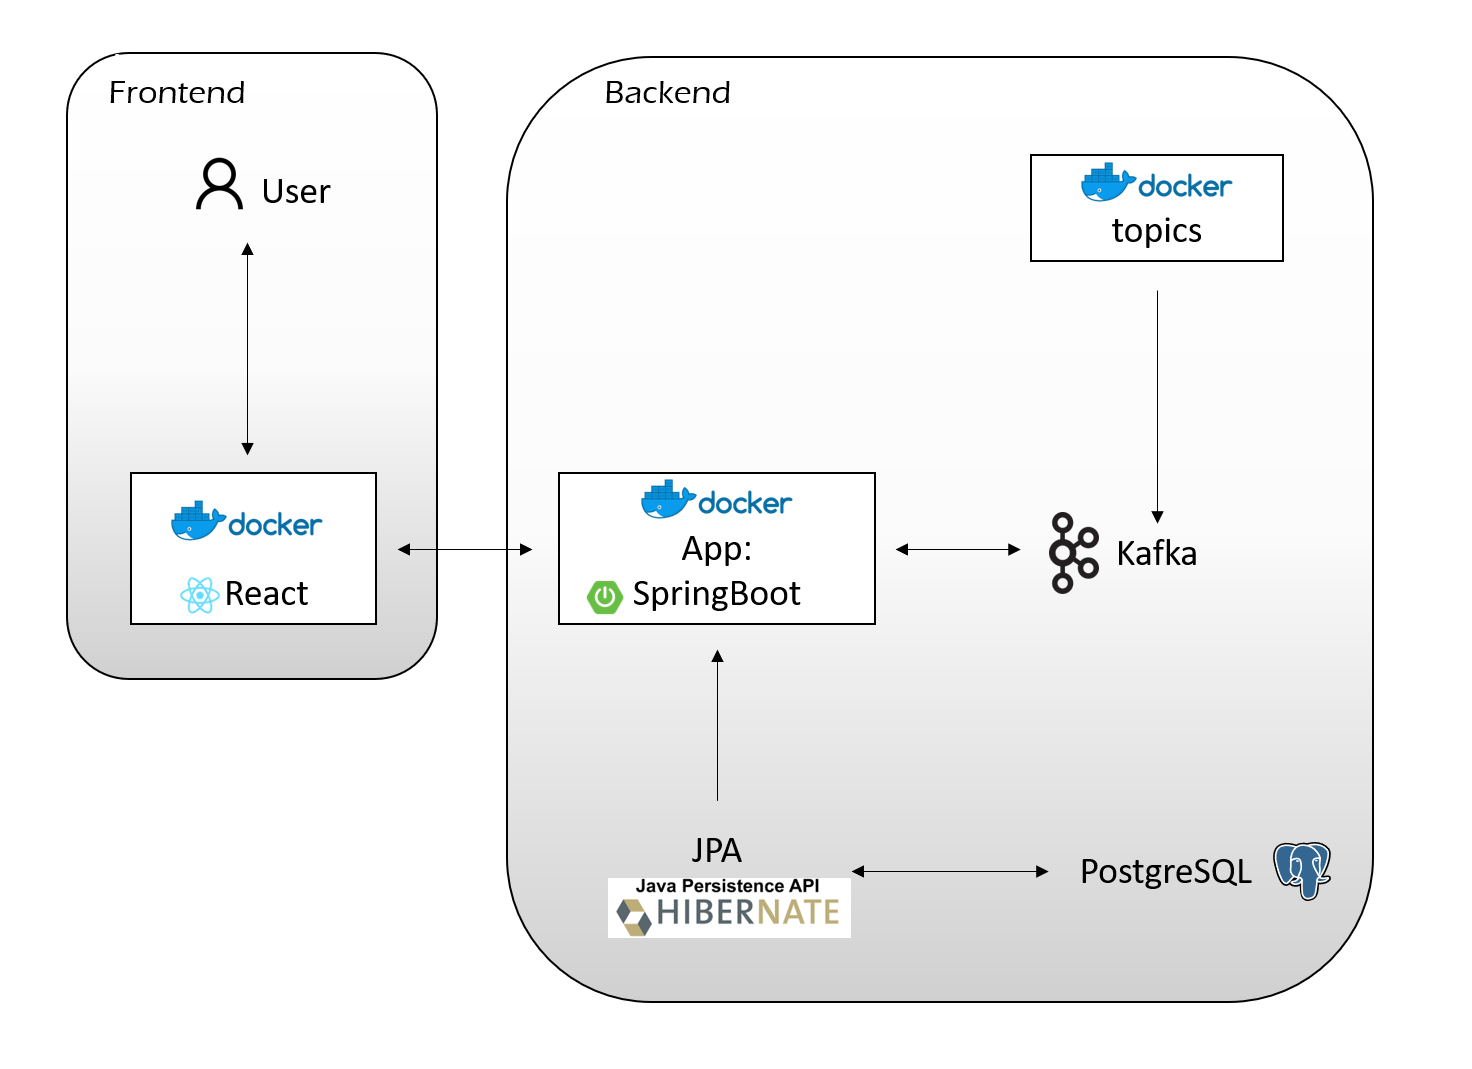 Frontend
User
docker
React
Backend
docker
topics
docker
App:
SpringBoot
Kafka
JPA
Java Persistence API
HIBERNATE
PostgreSQL